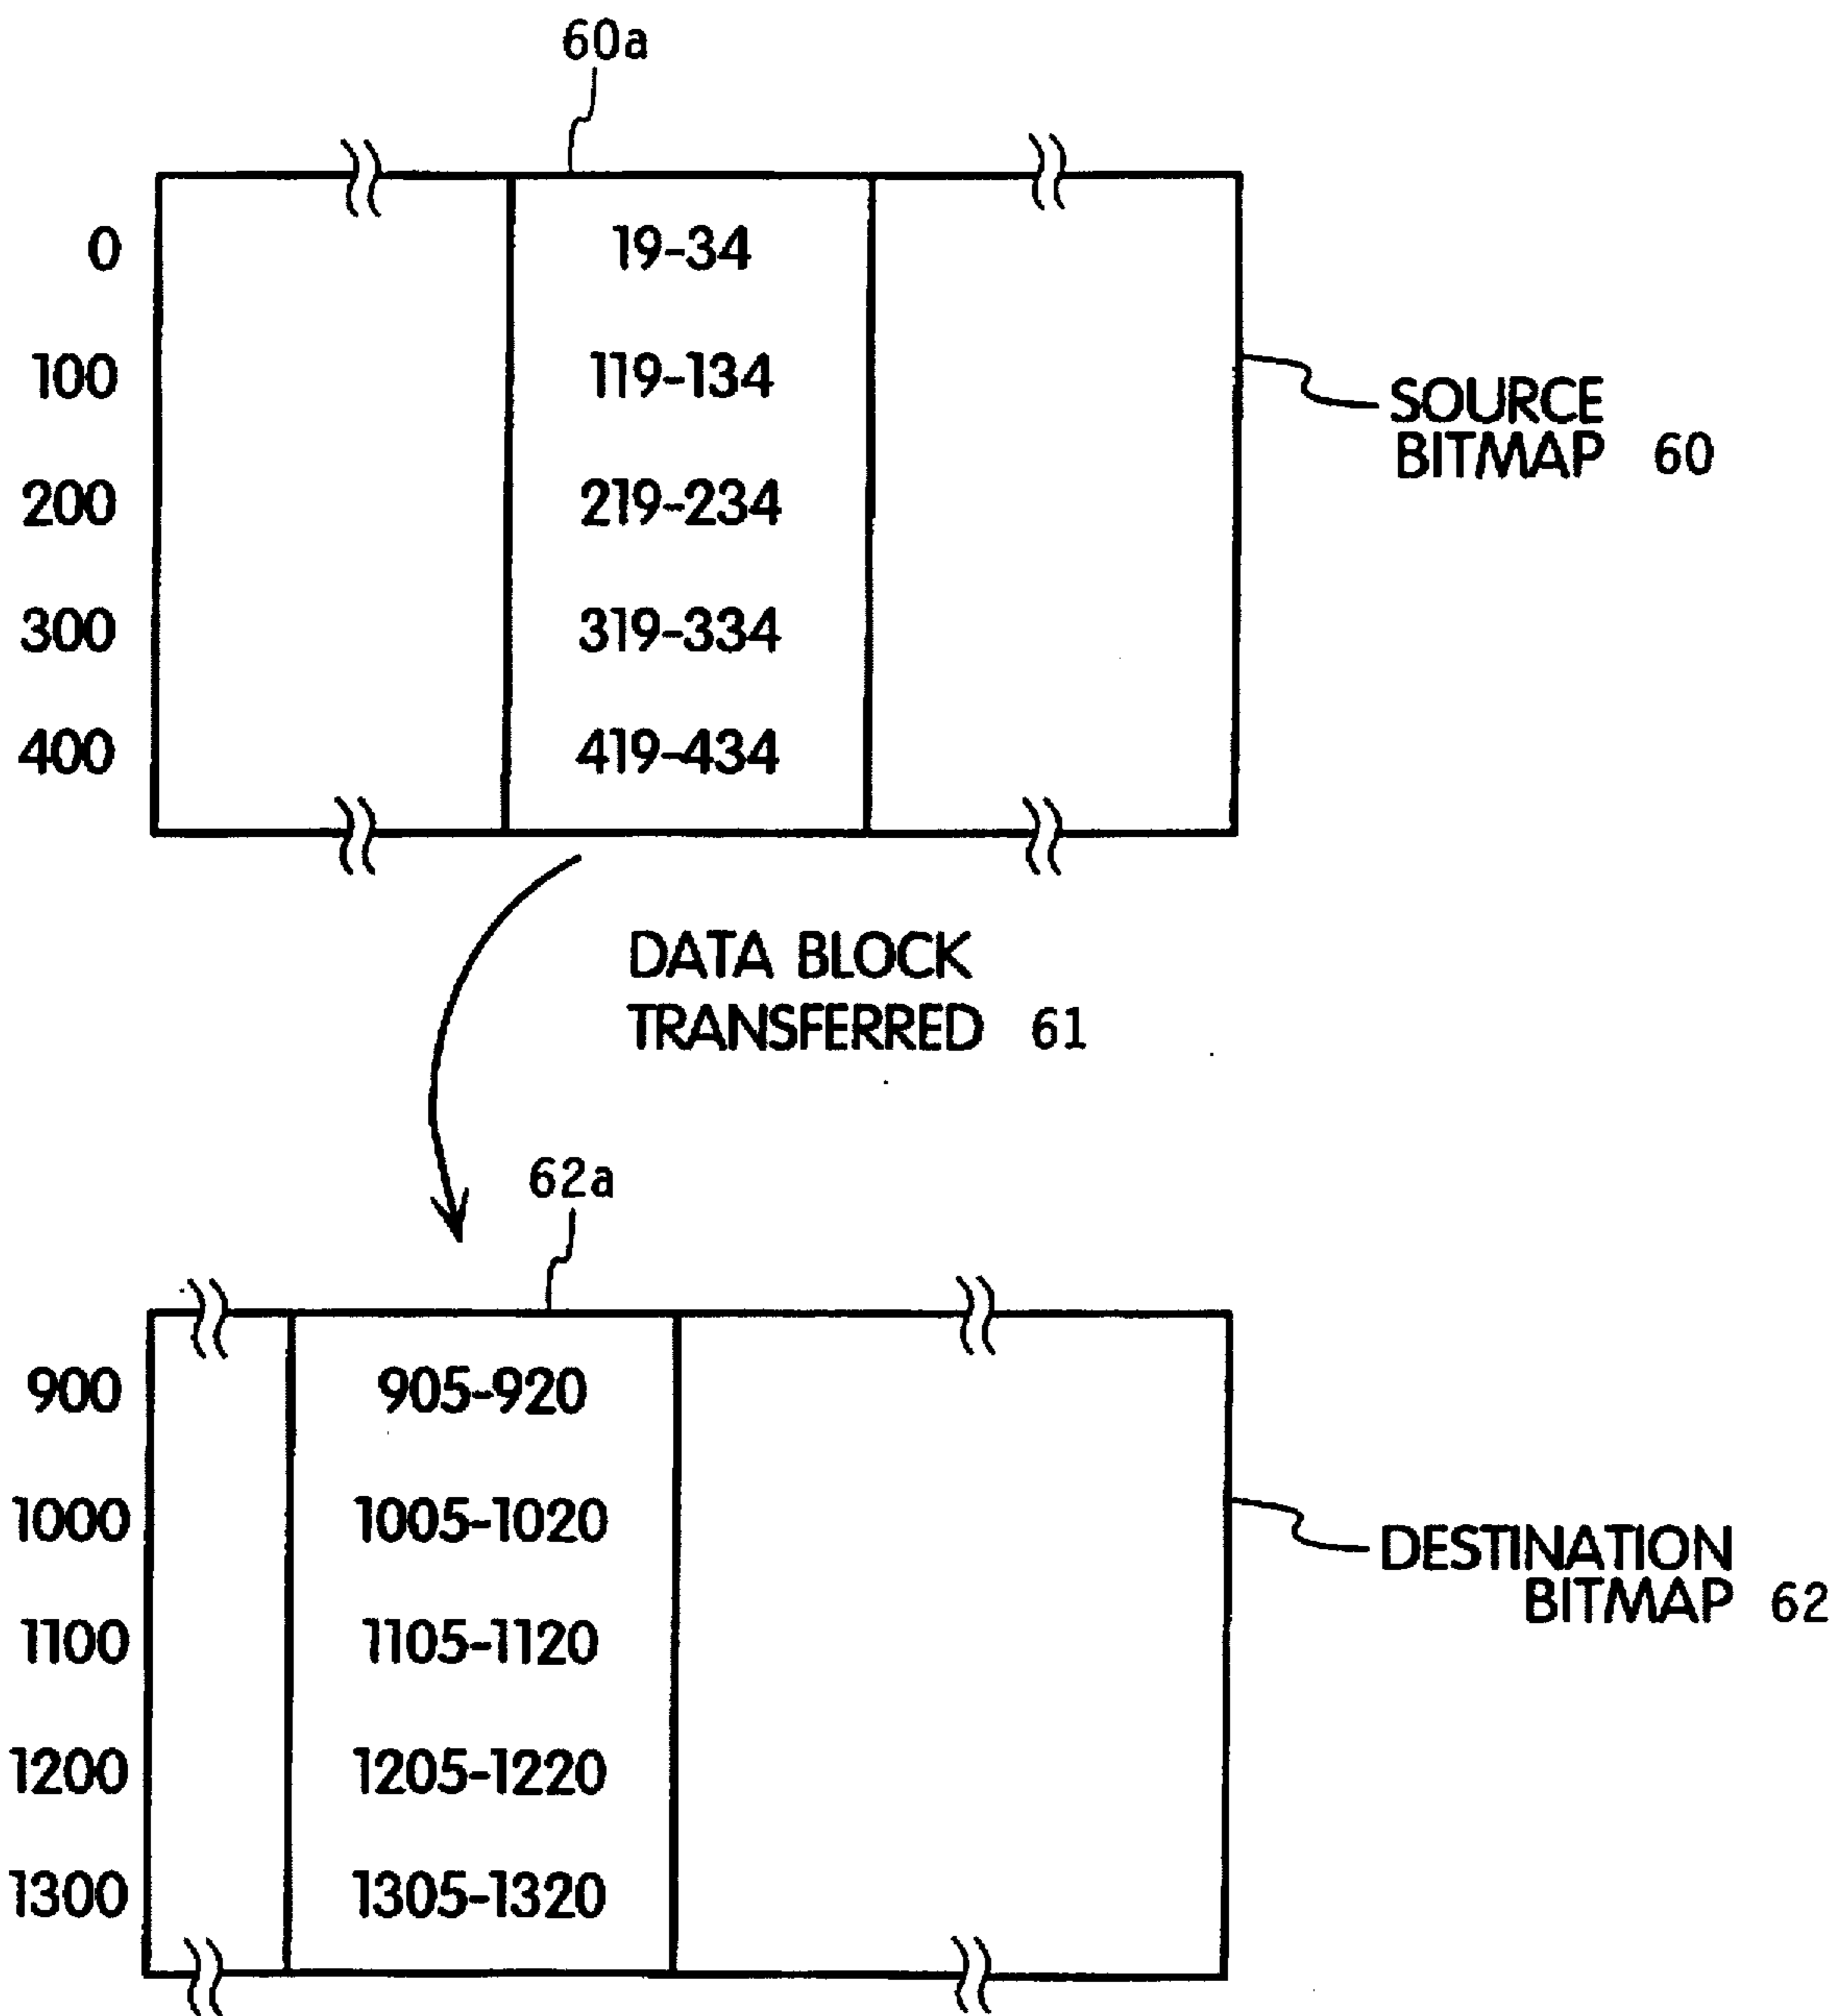 60a
0 19-34
100 119-134
200 219-234
300 319-334
400 419-434
SOURCE
BITMAP 60
DATA BLOCK
TRANSFERRED 61
62a
900 905-920
1000 1005-1020
1100 1105-1120
1200 1205-1220
1300 1305-1320
DESTINATION
BITMAP 62